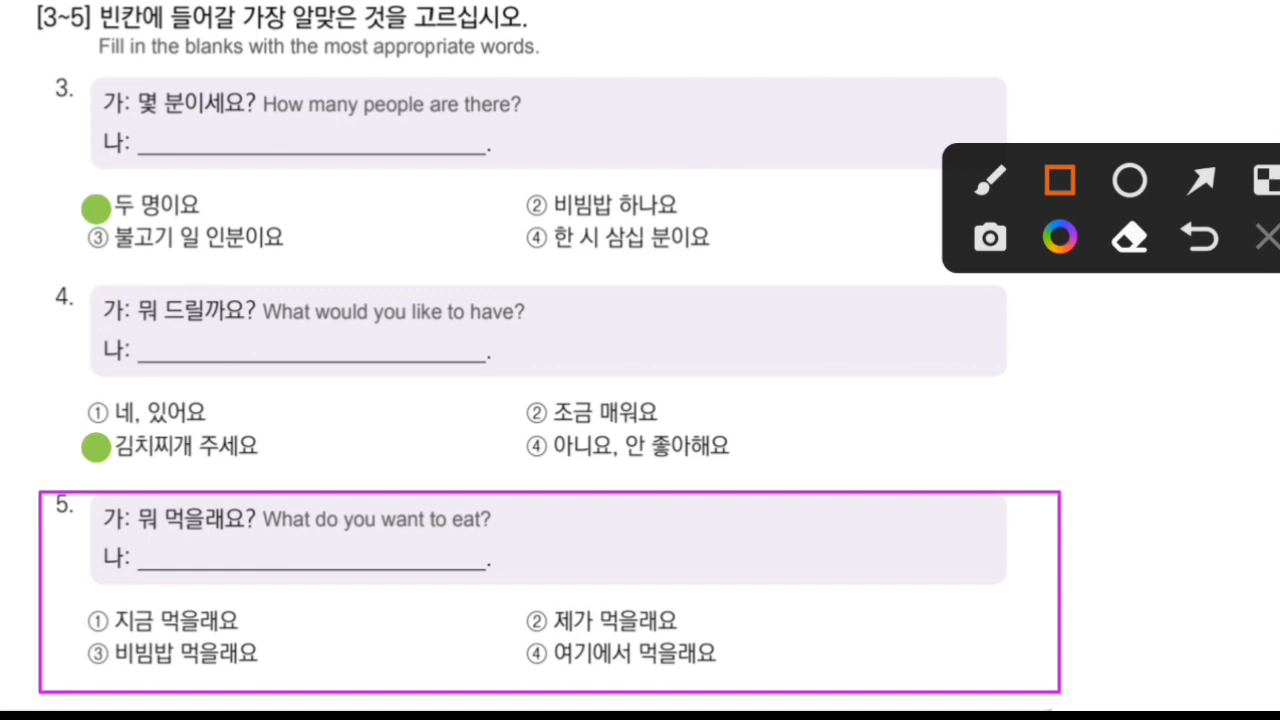 [3~5] 빈칸에 들어갈 가장 알맞은 것을 고르십시오.
Fill in the blanks with the most appropriate words.
3.
가: 몇 분이세요? How many people are there?
나: ______________________________.
두 명이요
② 비빔밥 하나요
③ 불고기 일 인분이요
④ 한 시 삼십 분이요
4.
가: 뭐 드릴까요? What would you like to have?
나: ______________________________.
① 네, 있어요
② 조금 매워요
김치찌개 주세요
④ 아니요, 안 좋아해요
5.
가: 뭐 먹을래요? What do you want to eat?
나: ______________________________.
① 지금 먹을래요
② 제가 먹을래요
③ 비빔밥 먹을래요
④ 여기에서 먹을래요